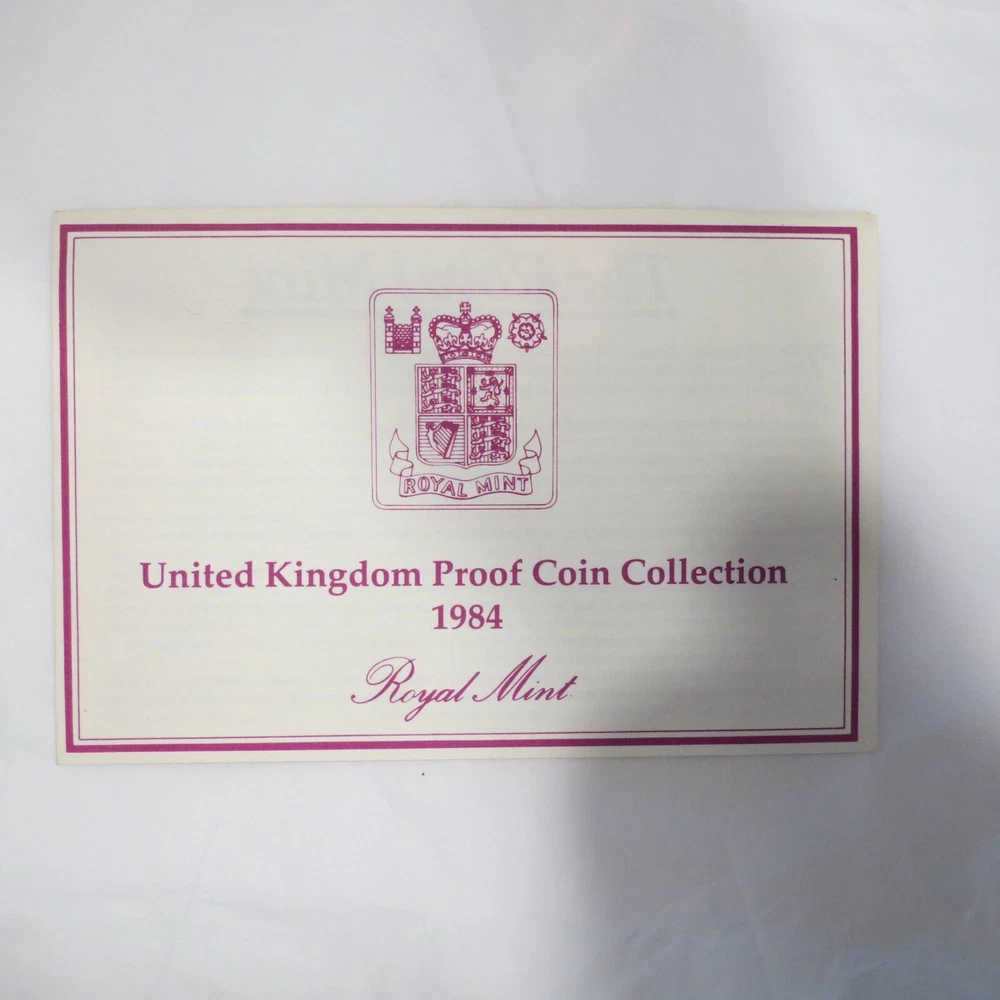 ROYAL MINT
United Kingdom Proof Coin Collection
1984
Royal Mint